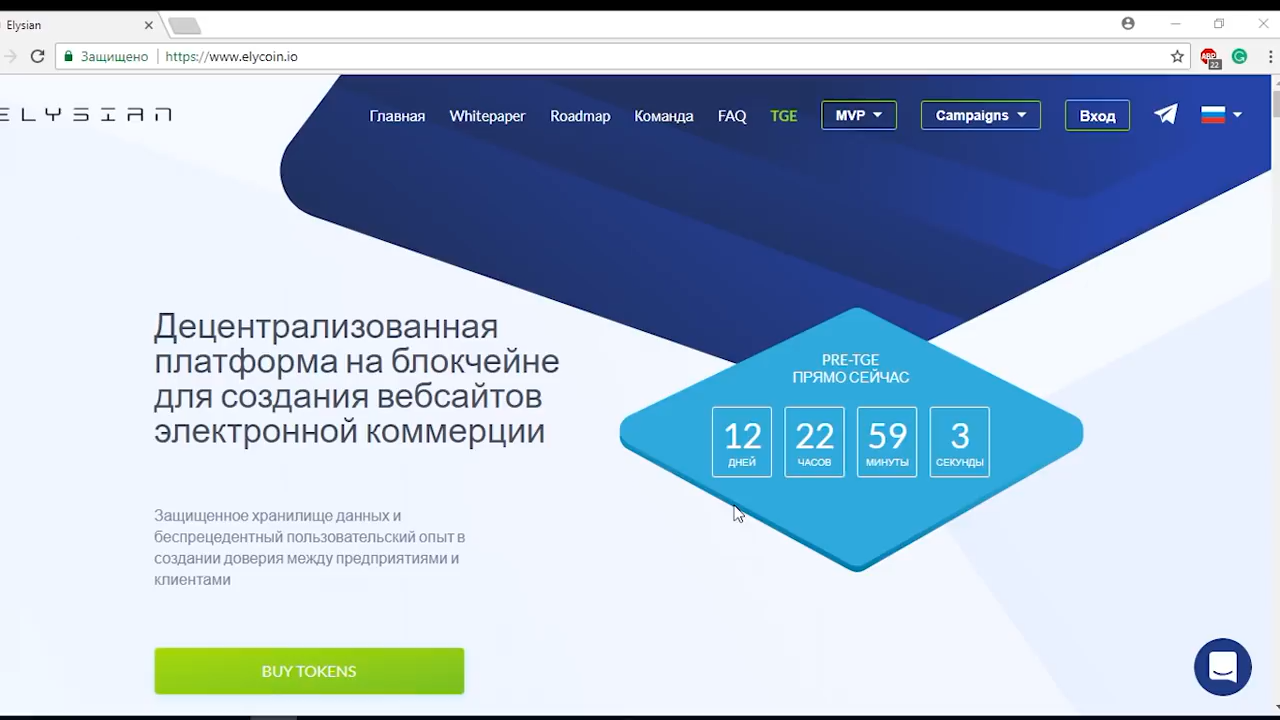 Elysian
Защищено
https://www.elycoin.io
ABP
22
ELYSIAN
Главная
Whitepaper
Roadmap
Команда
FAQ
TGE
MVP
Campaigns
Вход
Децентрализованная
платформа на блокчейне
для создания вебсайтов
электронной коммерции
PRE-TGE
ПРЯМО СЕЙЧАС
12
22
59
3
ДНЕЙ
ЧАСОВ
МИНУТЫ
СЕКУНДЫ
Защищенное хранилище данных и
беспрецедентный пользовательский опыт в
создании доверия между предприятиями и
клиентами
BUY TOKENS